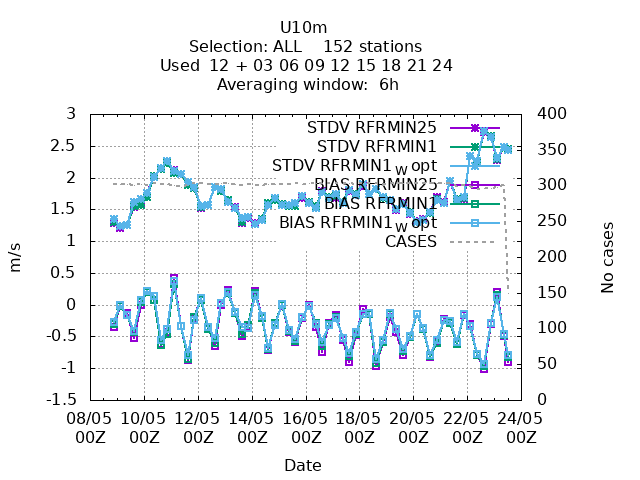 U10m
Selection: ALL 152 stations
Used 12 + 03 06 09 12 15 18 21 24
Averaging window: 6h
3
2.5
2
1.5
1
0.5
0
-0.5
-1
-1.5
m/s
400
350
300
250
200
150
100
50
0
No cases
STDV RFRMIN25
STDV RFRMIN1
STDV RFRMIN1w opt
BIAS RFRMIN25
BIAS RFRMIN1
BIAS RFRMIN1w opt
CASES
08/05 10/05 12/05 14/05 16/05 18/05 20/05 22/05 24/05
00Z 00Z 00Z 00Z 00Z 00Z 00Z 00Z 00Z
Date